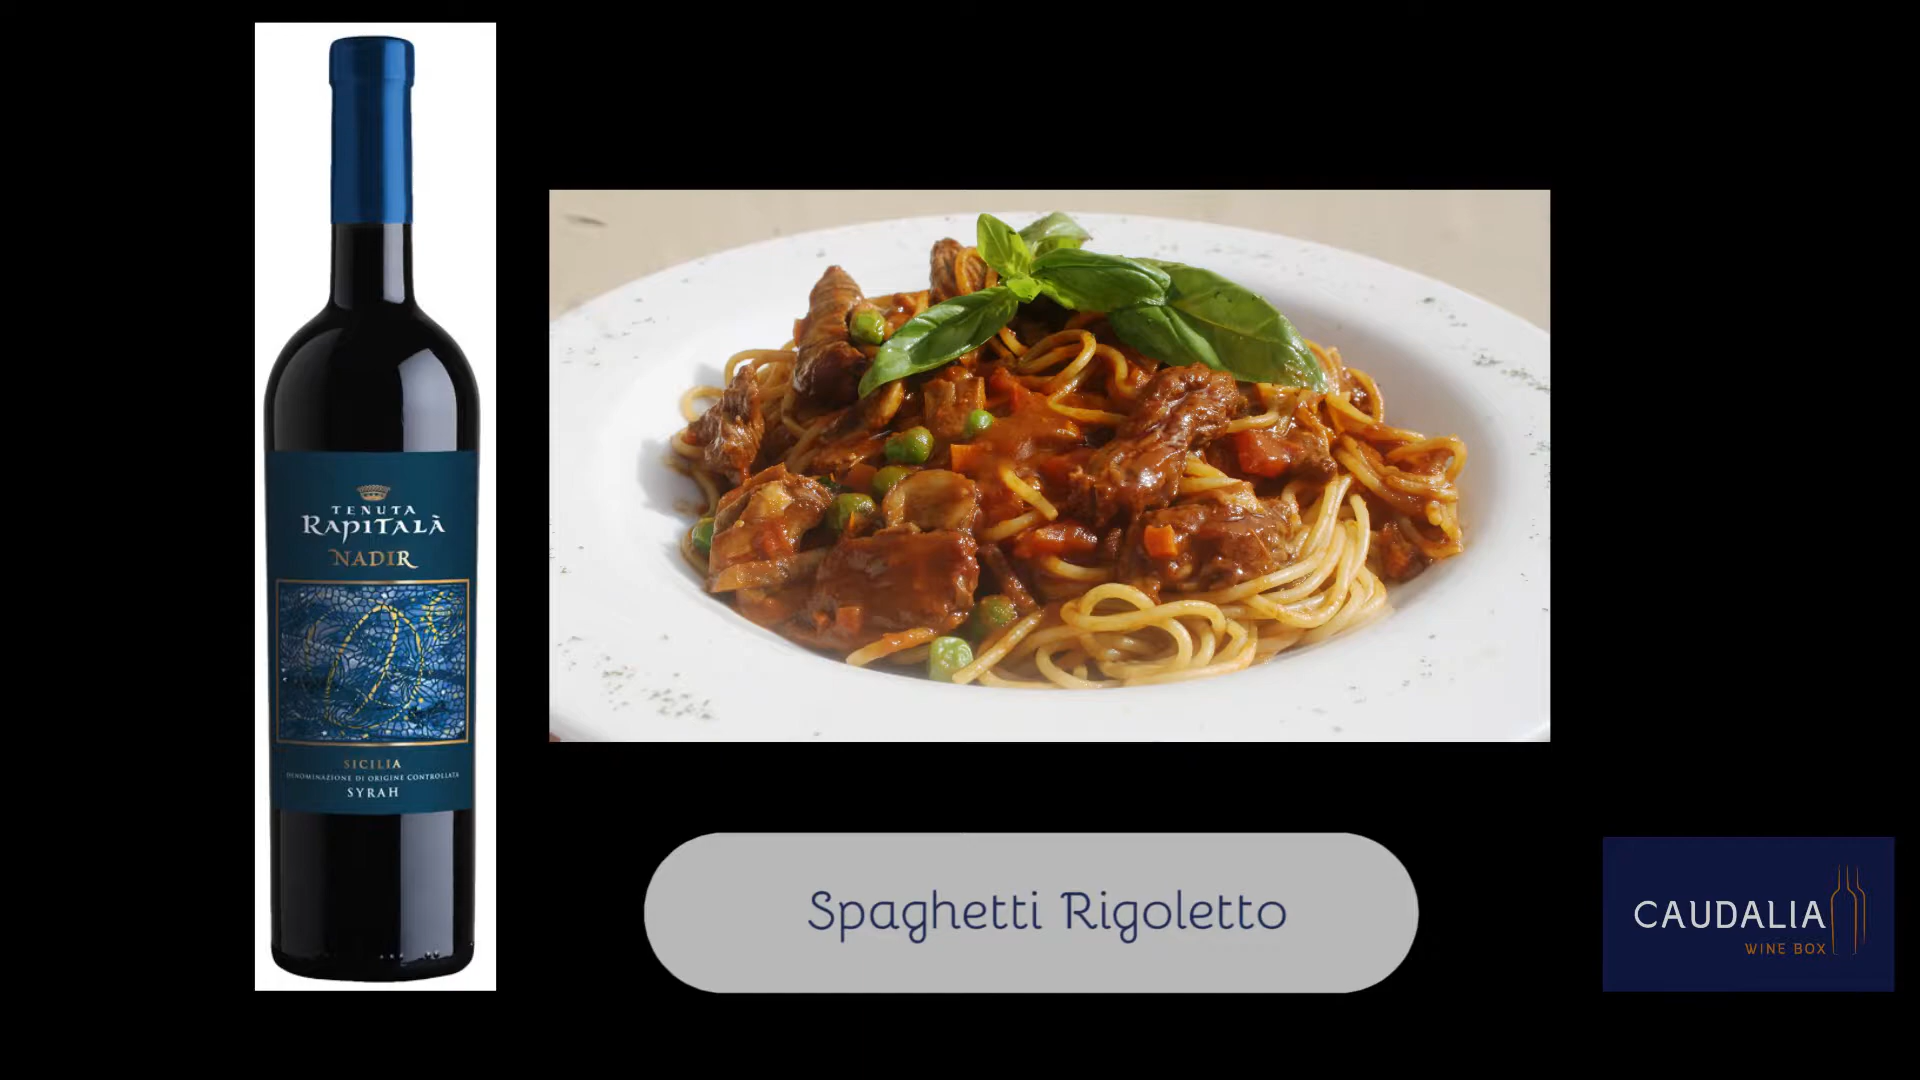 TENUTA
RAPITALÀ
NADIR
SICILIA
DENOMINAZIONE DI ORIGINE CONTROLLATA
SYRAH
Spaghetti Rigoletto
CAUDALIA
WINE BOX